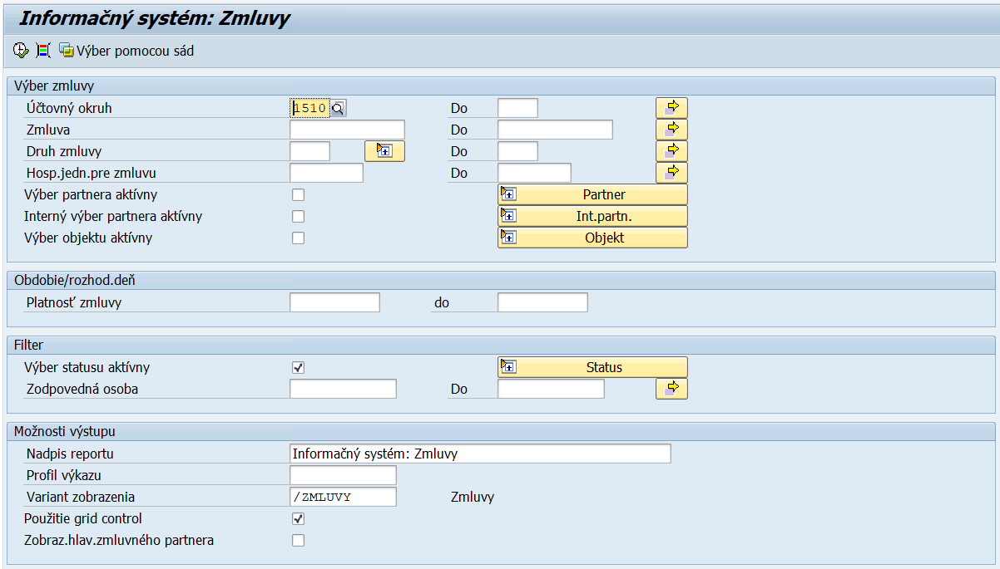 Informačný systém: Zmluvy
Výber pomocou sád
Výber zmluvy
Účtovný okruh 1510 Do
Zmluva Do
Druh zmluvy Do
Hosp.jedn.pre zmluvu Do
Výber partnera aktívny Partner
Interný výber partnera aktívny Int.partn.
Výber objektu aktívny Objekt
Obdobie/rozhod.deň
Platnosť zmluvy do
Filter
Výber statusu aktívny Status
Zodpovedná osoba Do
Možnosti výstupu
Nadpis reportu Informačný systém: Zmluvy
Profil výkazu
Variant zobrazenia /ZMLUVY Zmluvy
Použitie grid control
Zobraz.hlav.zmluvného partnera